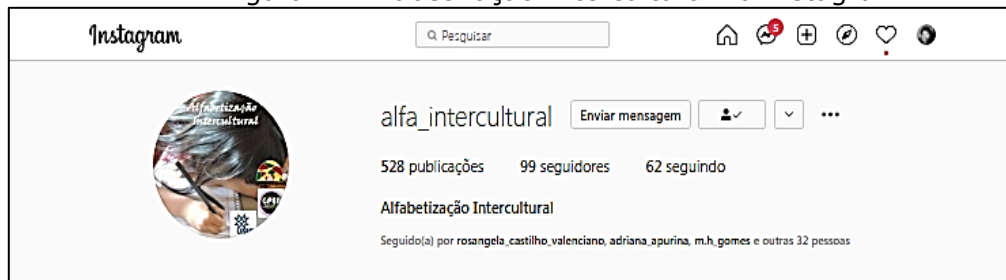 Instagram
Pesquisar
5
Alfabetização
Intercultural
alfa_intercultural Enviar mensagem
528 publicações 99 seguidores 62 seguindo
Alfabetização Intercultural
Seguido(a) por rosangela_castilho_valenciano, adriana_apurina, m.h_gomes e outras 32 pessoas